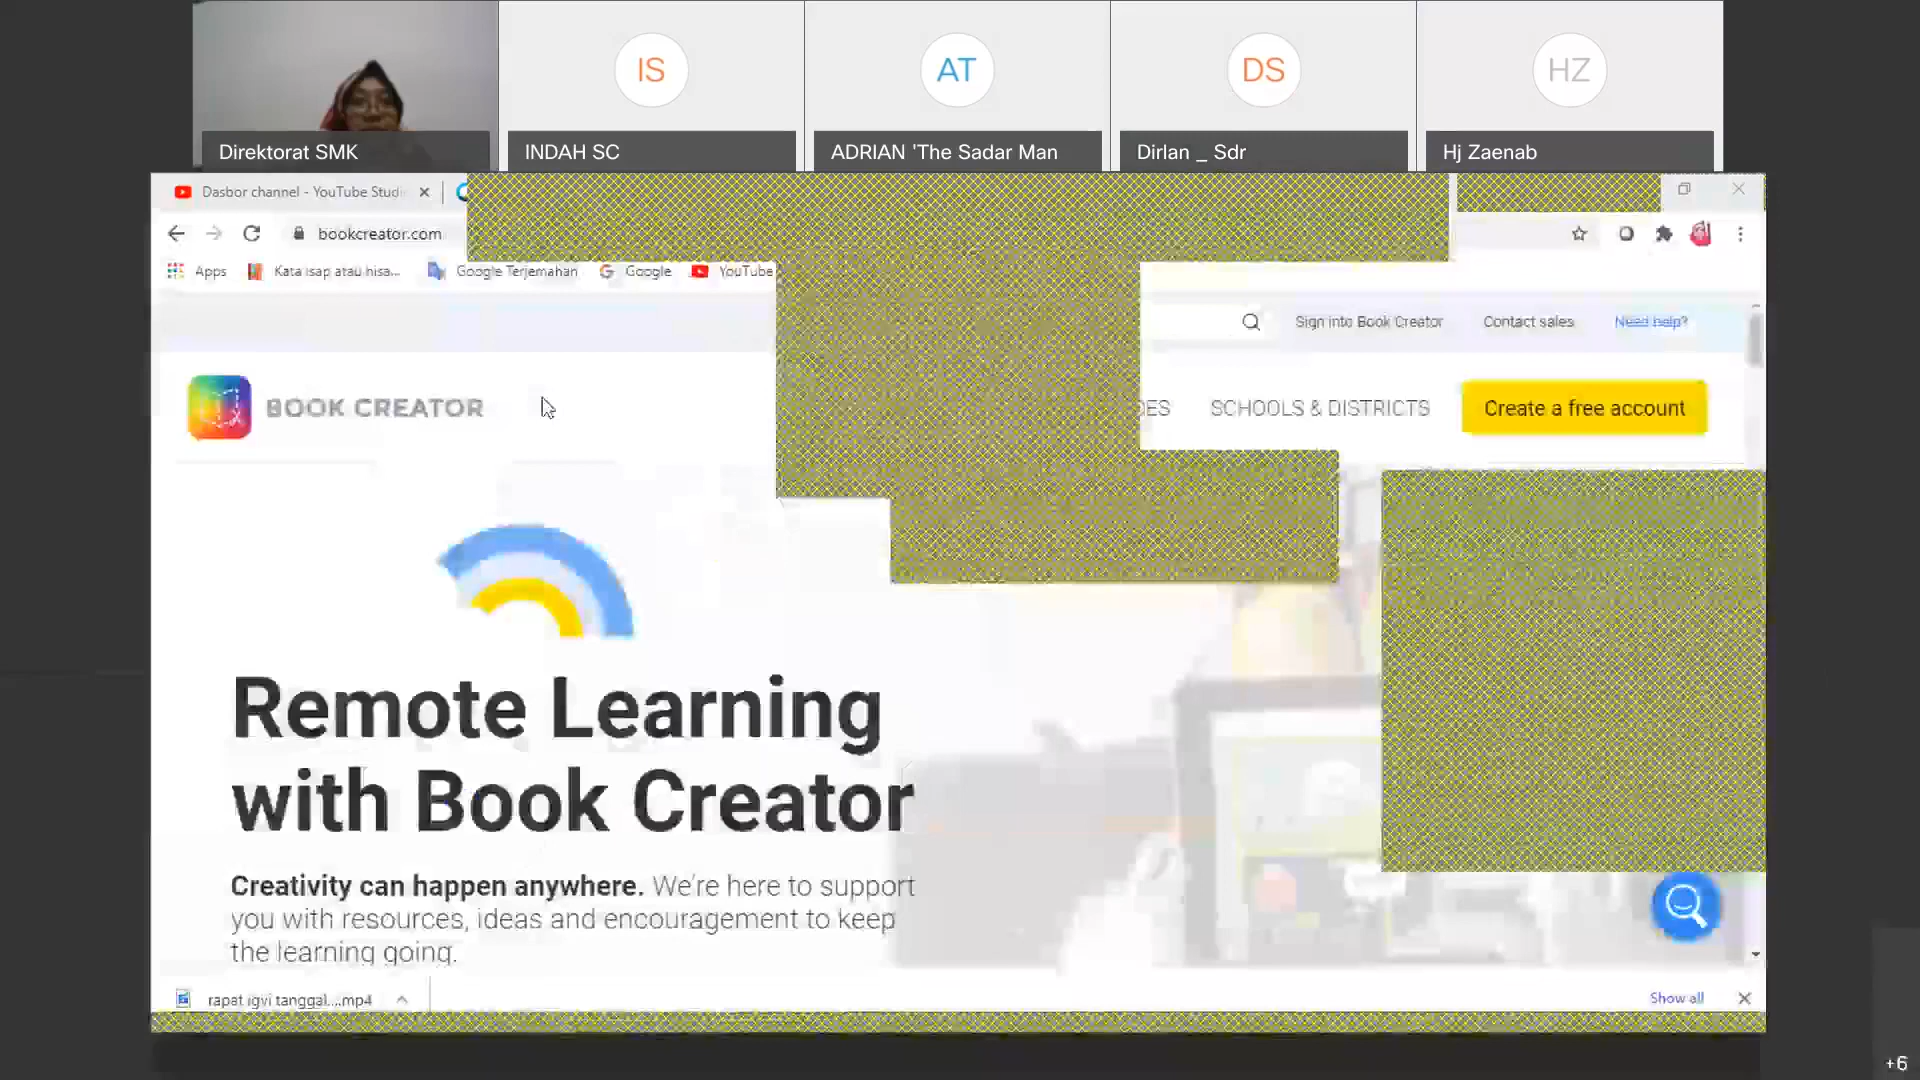 IS
AT
DS
HZ
Direktorat SMK
INDAH SC
ADRIAN 'The Sadar Man
Dirlan _ Sdr
Hj Zaenab
Dasbor channel - YouTube Studi
bookcreator.com
Apps
Kata isap atau hisa...
Google Terjemahan
Google
YouTube
Sign into Book Creator
Contact sales
Need help?
BOOK CREATOR
ES
SCHOOLS & DISTRICTS
Create a free account
Remote Learning
with Book Creator
Creativity can happen anywhere. We're here to support
you with resources, ideas and encouragement to keep
the learning going.
rapat igvi tanggal....mp4
Show all
+6